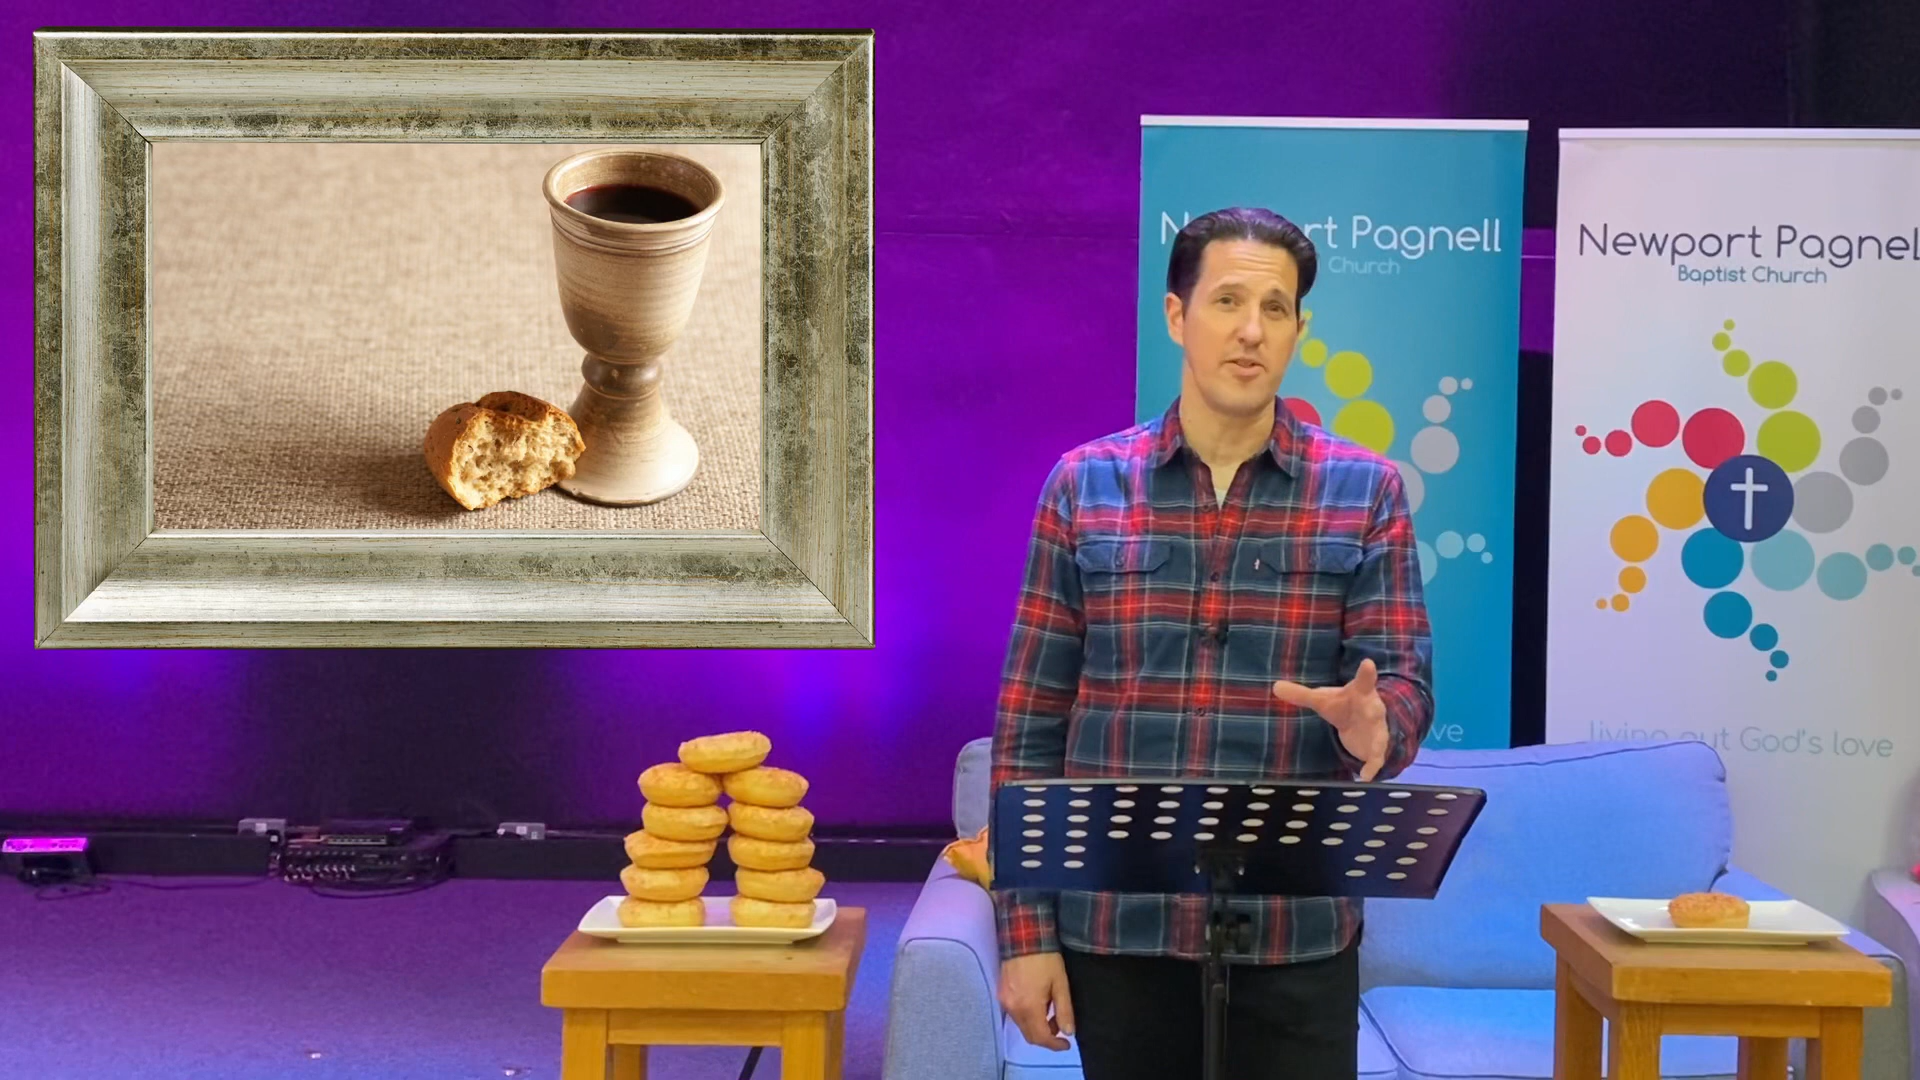 rt Pagnell
Church
ve
Newport Pagnel
Baptist Church
living out God's love